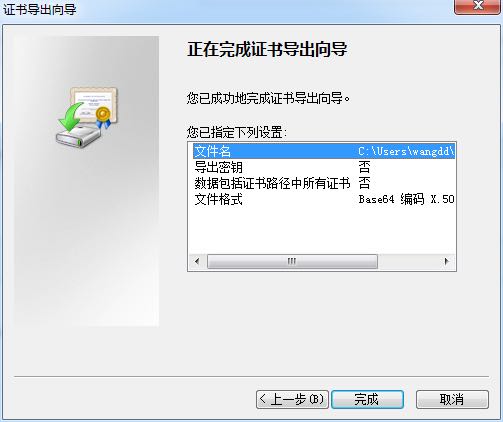 证书导出向导
正在完成证书导出向导
您已成功地完成证书导出向导。
您已指定下列设置:
文件名 C:\Users\wangdd\
导出密钥 否
数据包括证书路径中所有证书 否
文件格式 Base64 编码 X.50
< 上一步(B) 完成 取消